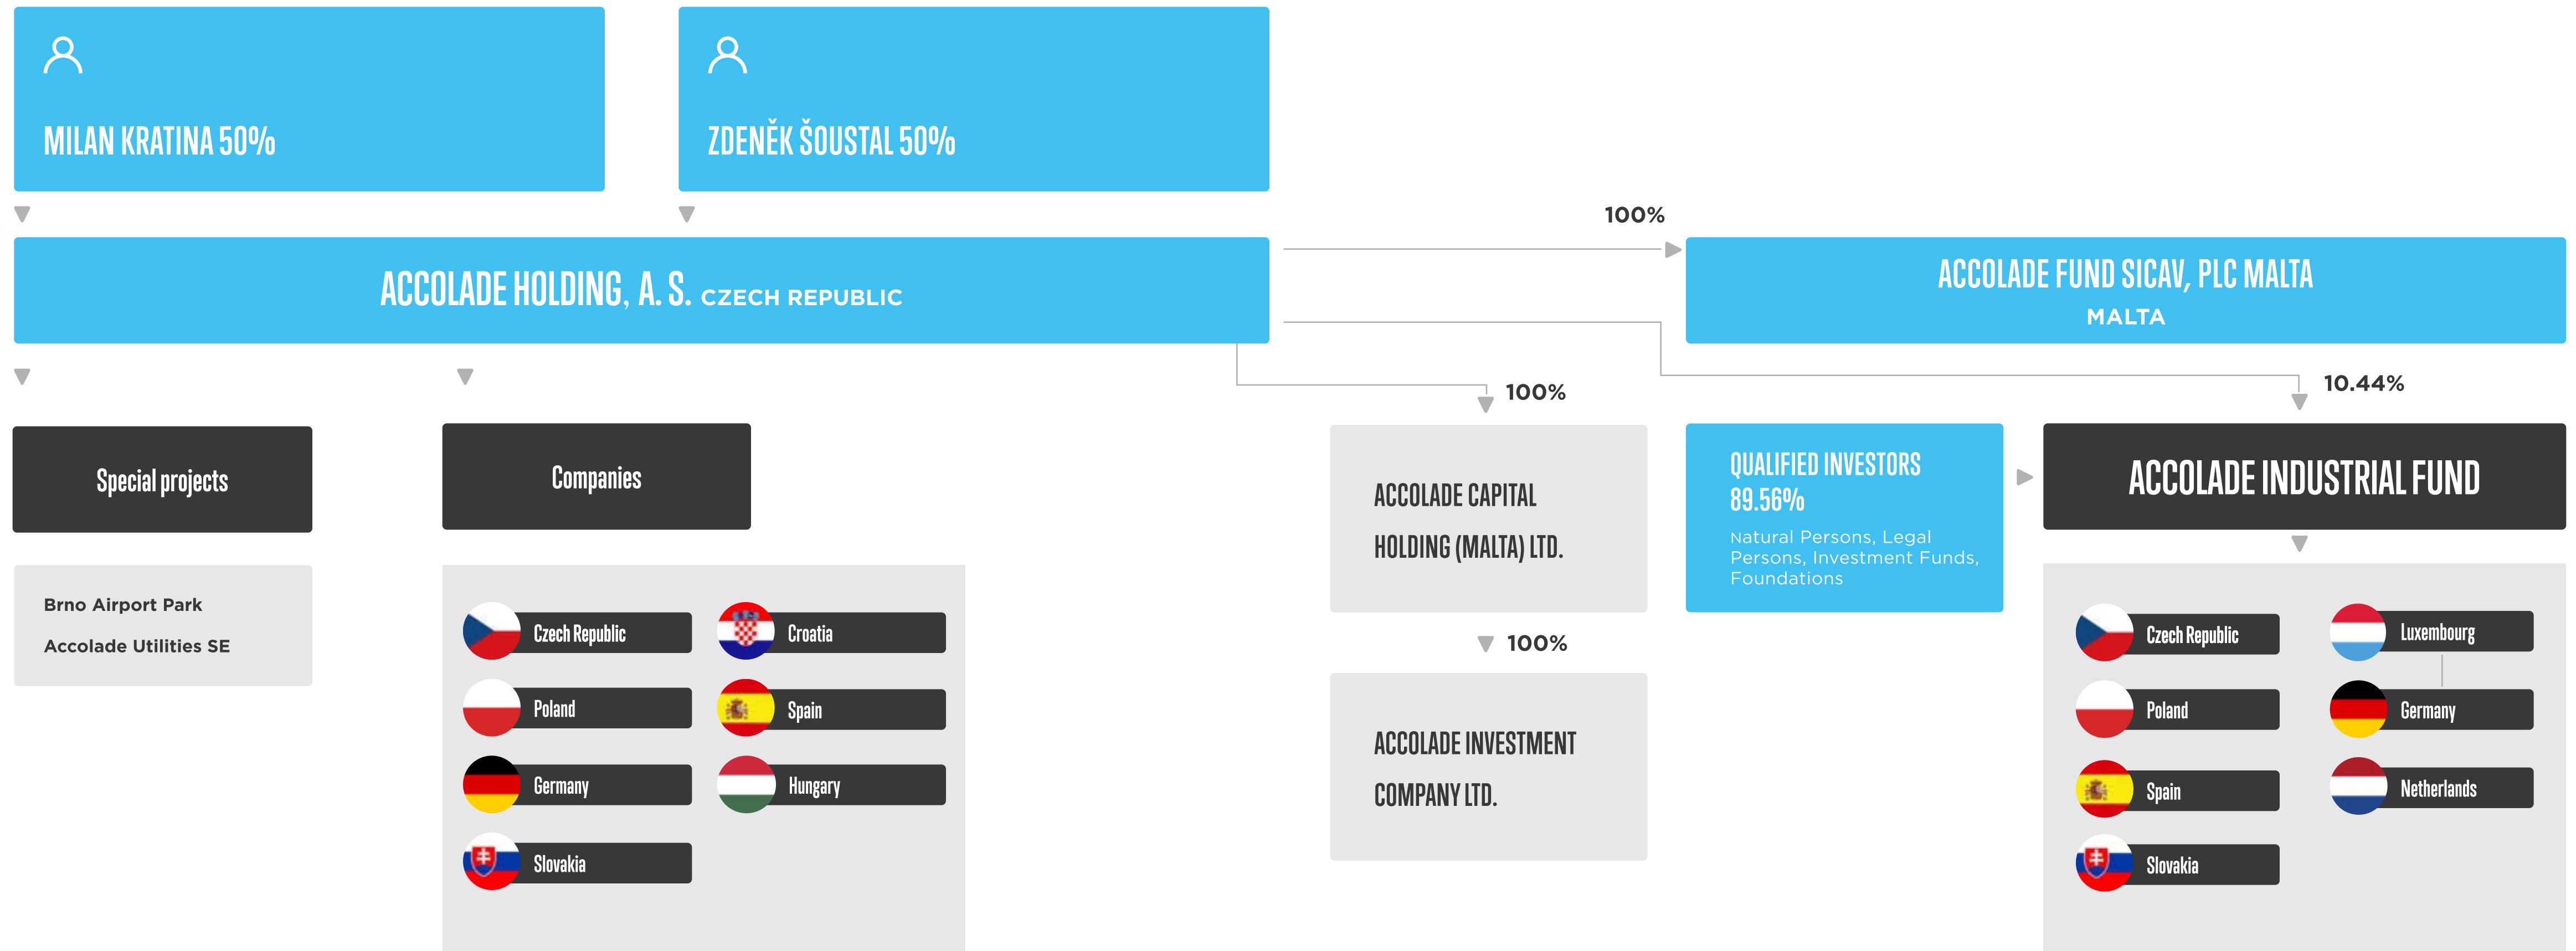 MILAN KRATINA 50%
ZDENĚK ŠOUSTAL 50%
100%
ACCOLADE HOLDING, A. S. CZECH REPUBLIC
ACCOLADE FUND SICAV, PLC MALTA
MALTA
100%
10.44%
Special projects
Companies
ACCOLADE CAPITAL
HOLDING (MALTA) LTD.
QUALIFIED INVESTORS
89.56%
Natural Persons, Legal
Persons, Investment Funds,
Foundations
ACCOLADE INDUSTRIAL FUND
Brno Airport Park
Accolade Utilities SE
Czech Republic
Croatia
Poland
Spain
Germany
Hungary
Slovakia
100%
ACCOLADE INVESTMENT
COMPANY LTD.
Czech Republic
Luxembourg
Poland
Germany
Spain
Netherlands
Slovakia